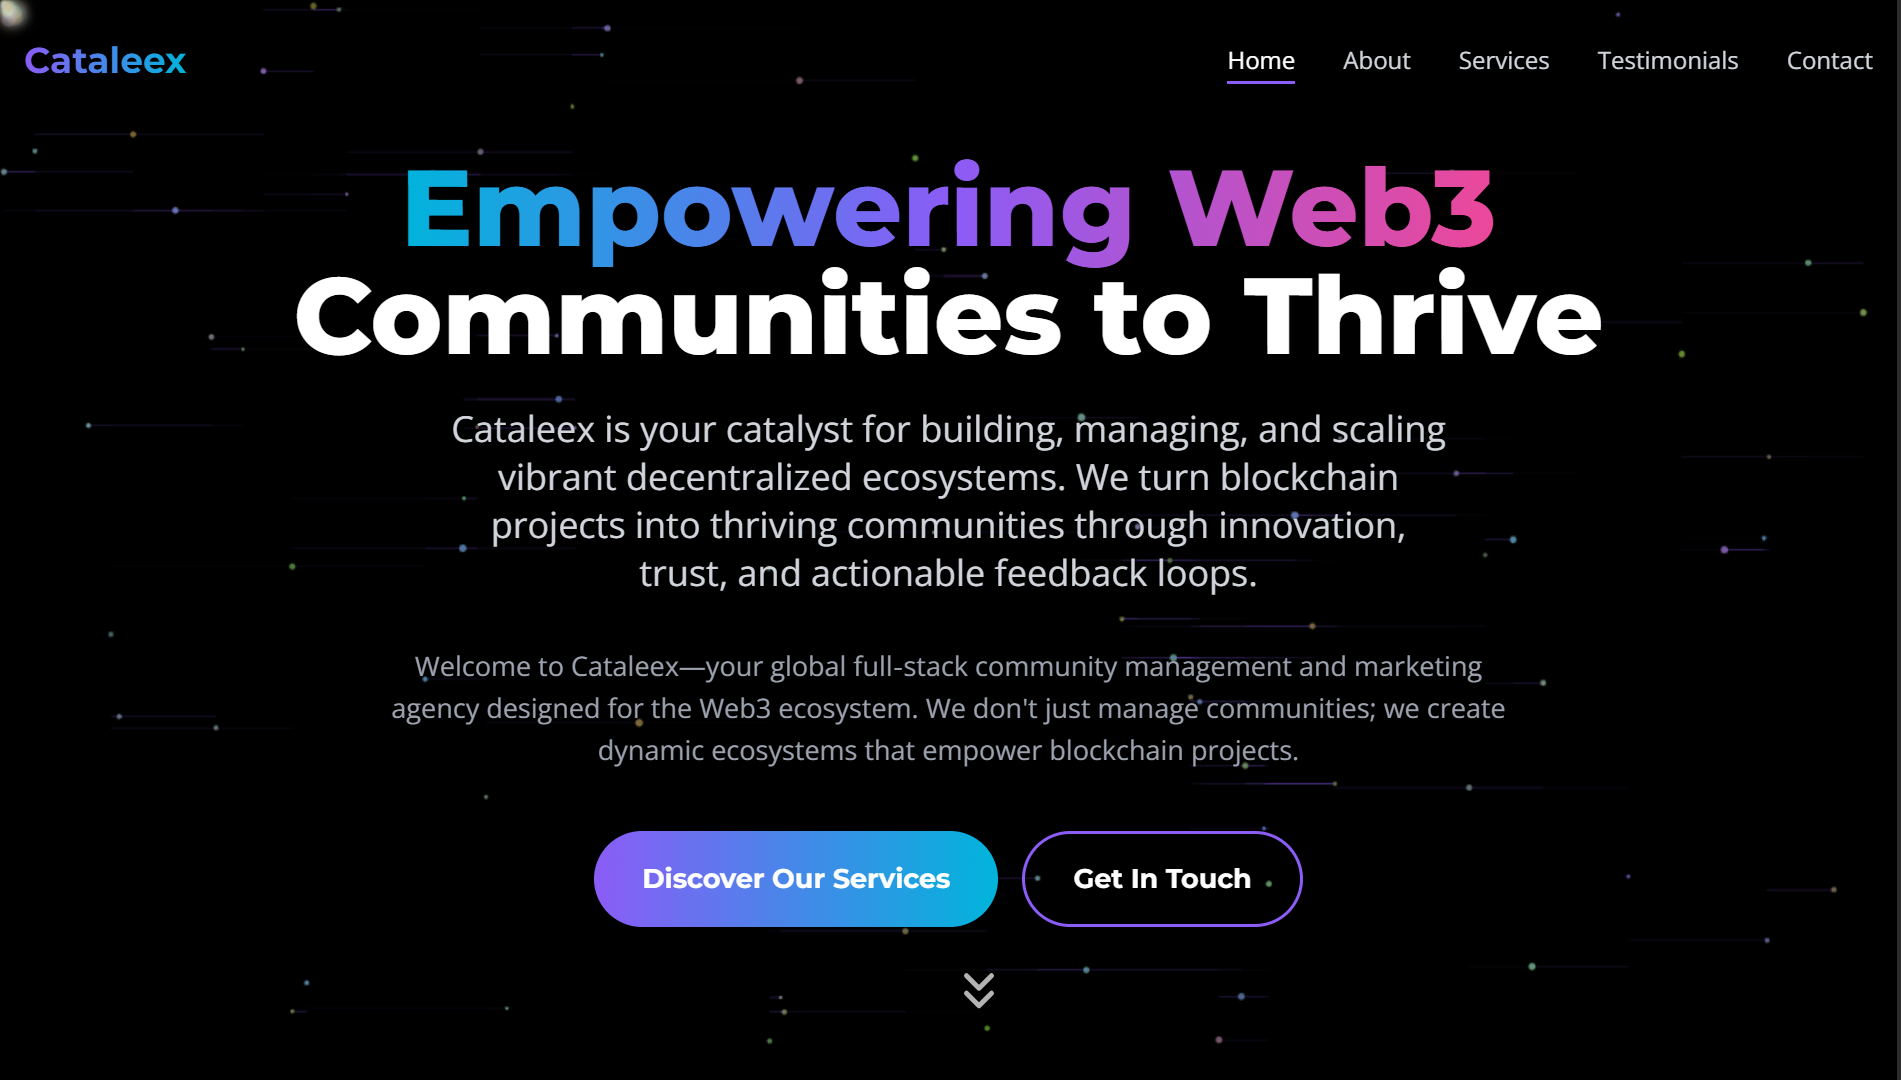 Cataleex
Home
About
Services
Testimonials
Contact
Empowering Web3
Communities to Thrive
Cataleex is your catalyst for building, managing, and scaling
vibrant decentralized ecosystems. We turn blockchain
projects into thriving communities through innovation,
trust, and actionable feedback loops.
Welcome to Cataleex—your global full-stack community management and marketing
agency designed for the Web3 ecosystem. We don't just manage communities; we create
dynamic ecosystems that empower blockchain projects.
Discover Our Services
Get In Touch